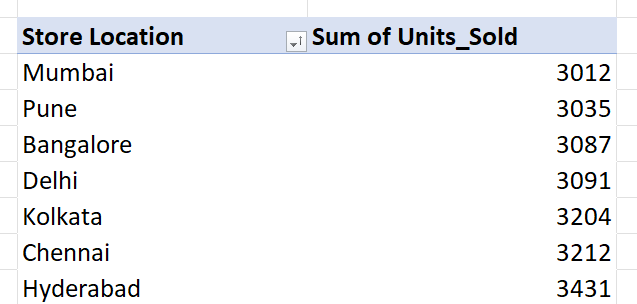 Store Location Sum of Units_Sold
Mumbai 3012
Pune 3035
Bangalore 3087
Delhi 3091
Kolkata 3204
Chennai 3212
Hyderabad 3431